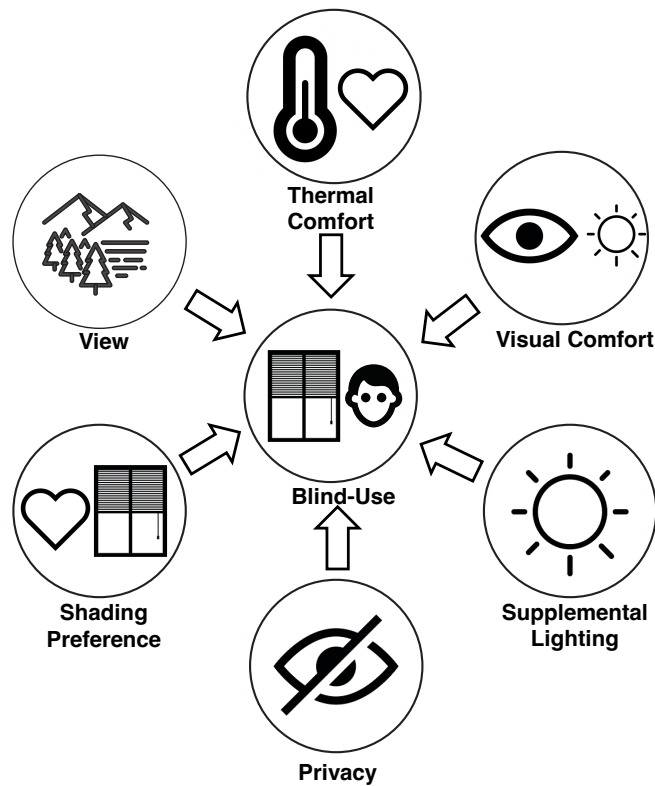 Thermal
Comfort
View
Visual Comfort
Blind-Use
Shading
Preference
Supplemental
Lighting
Privacy